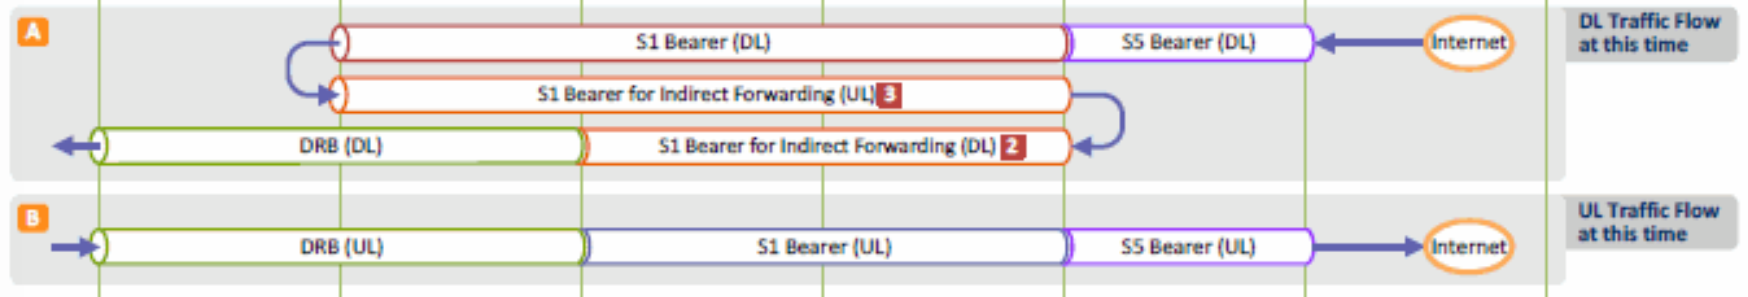 A
S1 Bearer (DL)
S5 Bearer (DL)
Internet
DL Traffic Flow
at this time
S1 Bearer for Indirect Forwarding (UL) 3
DRB (DL)
S1 Bearer for Indirect Forwarding (DL) 2
B
DRB (UL)
S1 Bearer (UL)
S5 Bearer (UL)
Internet
UL Traffic Flow
at this time